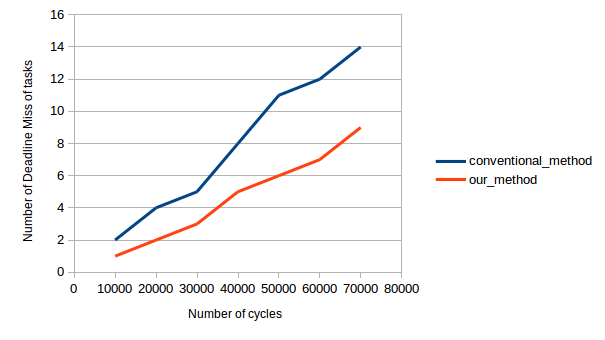 16
14
12
10
8
6
4
2
0
Number of Deadline Miss of tasks
0 10000 20000 30000 40000 50000 60000 70000 80000
Number of cycles
conventional_method
our_method